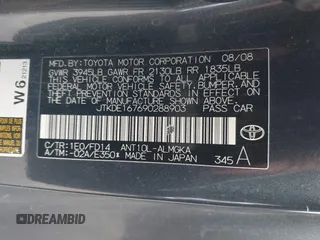 MFD BY: TOYOTA MOTOR CORPORATION 08/08
GVWR 3945LB GAWR FR 2130LB RR 1835LB
THIS VEHICLE CONFORMS TO ALL APPLICABLE
FEDERAL MOTOR VEHICLE SAFETY, BUMPER, AND
THEFT PREVENTION STANDARDS IN EFFECT ON
THE DATE OF MANUFACTURE SHOWN ABOVE.
JTKDE167690288903 PASS CAR
C/TR:1E0/FD14 ANT10L-ALMGKA
A/TM:-02A/E350 MADE IN JAPAN 345 A
TOYOTA
W6
DREAMBID